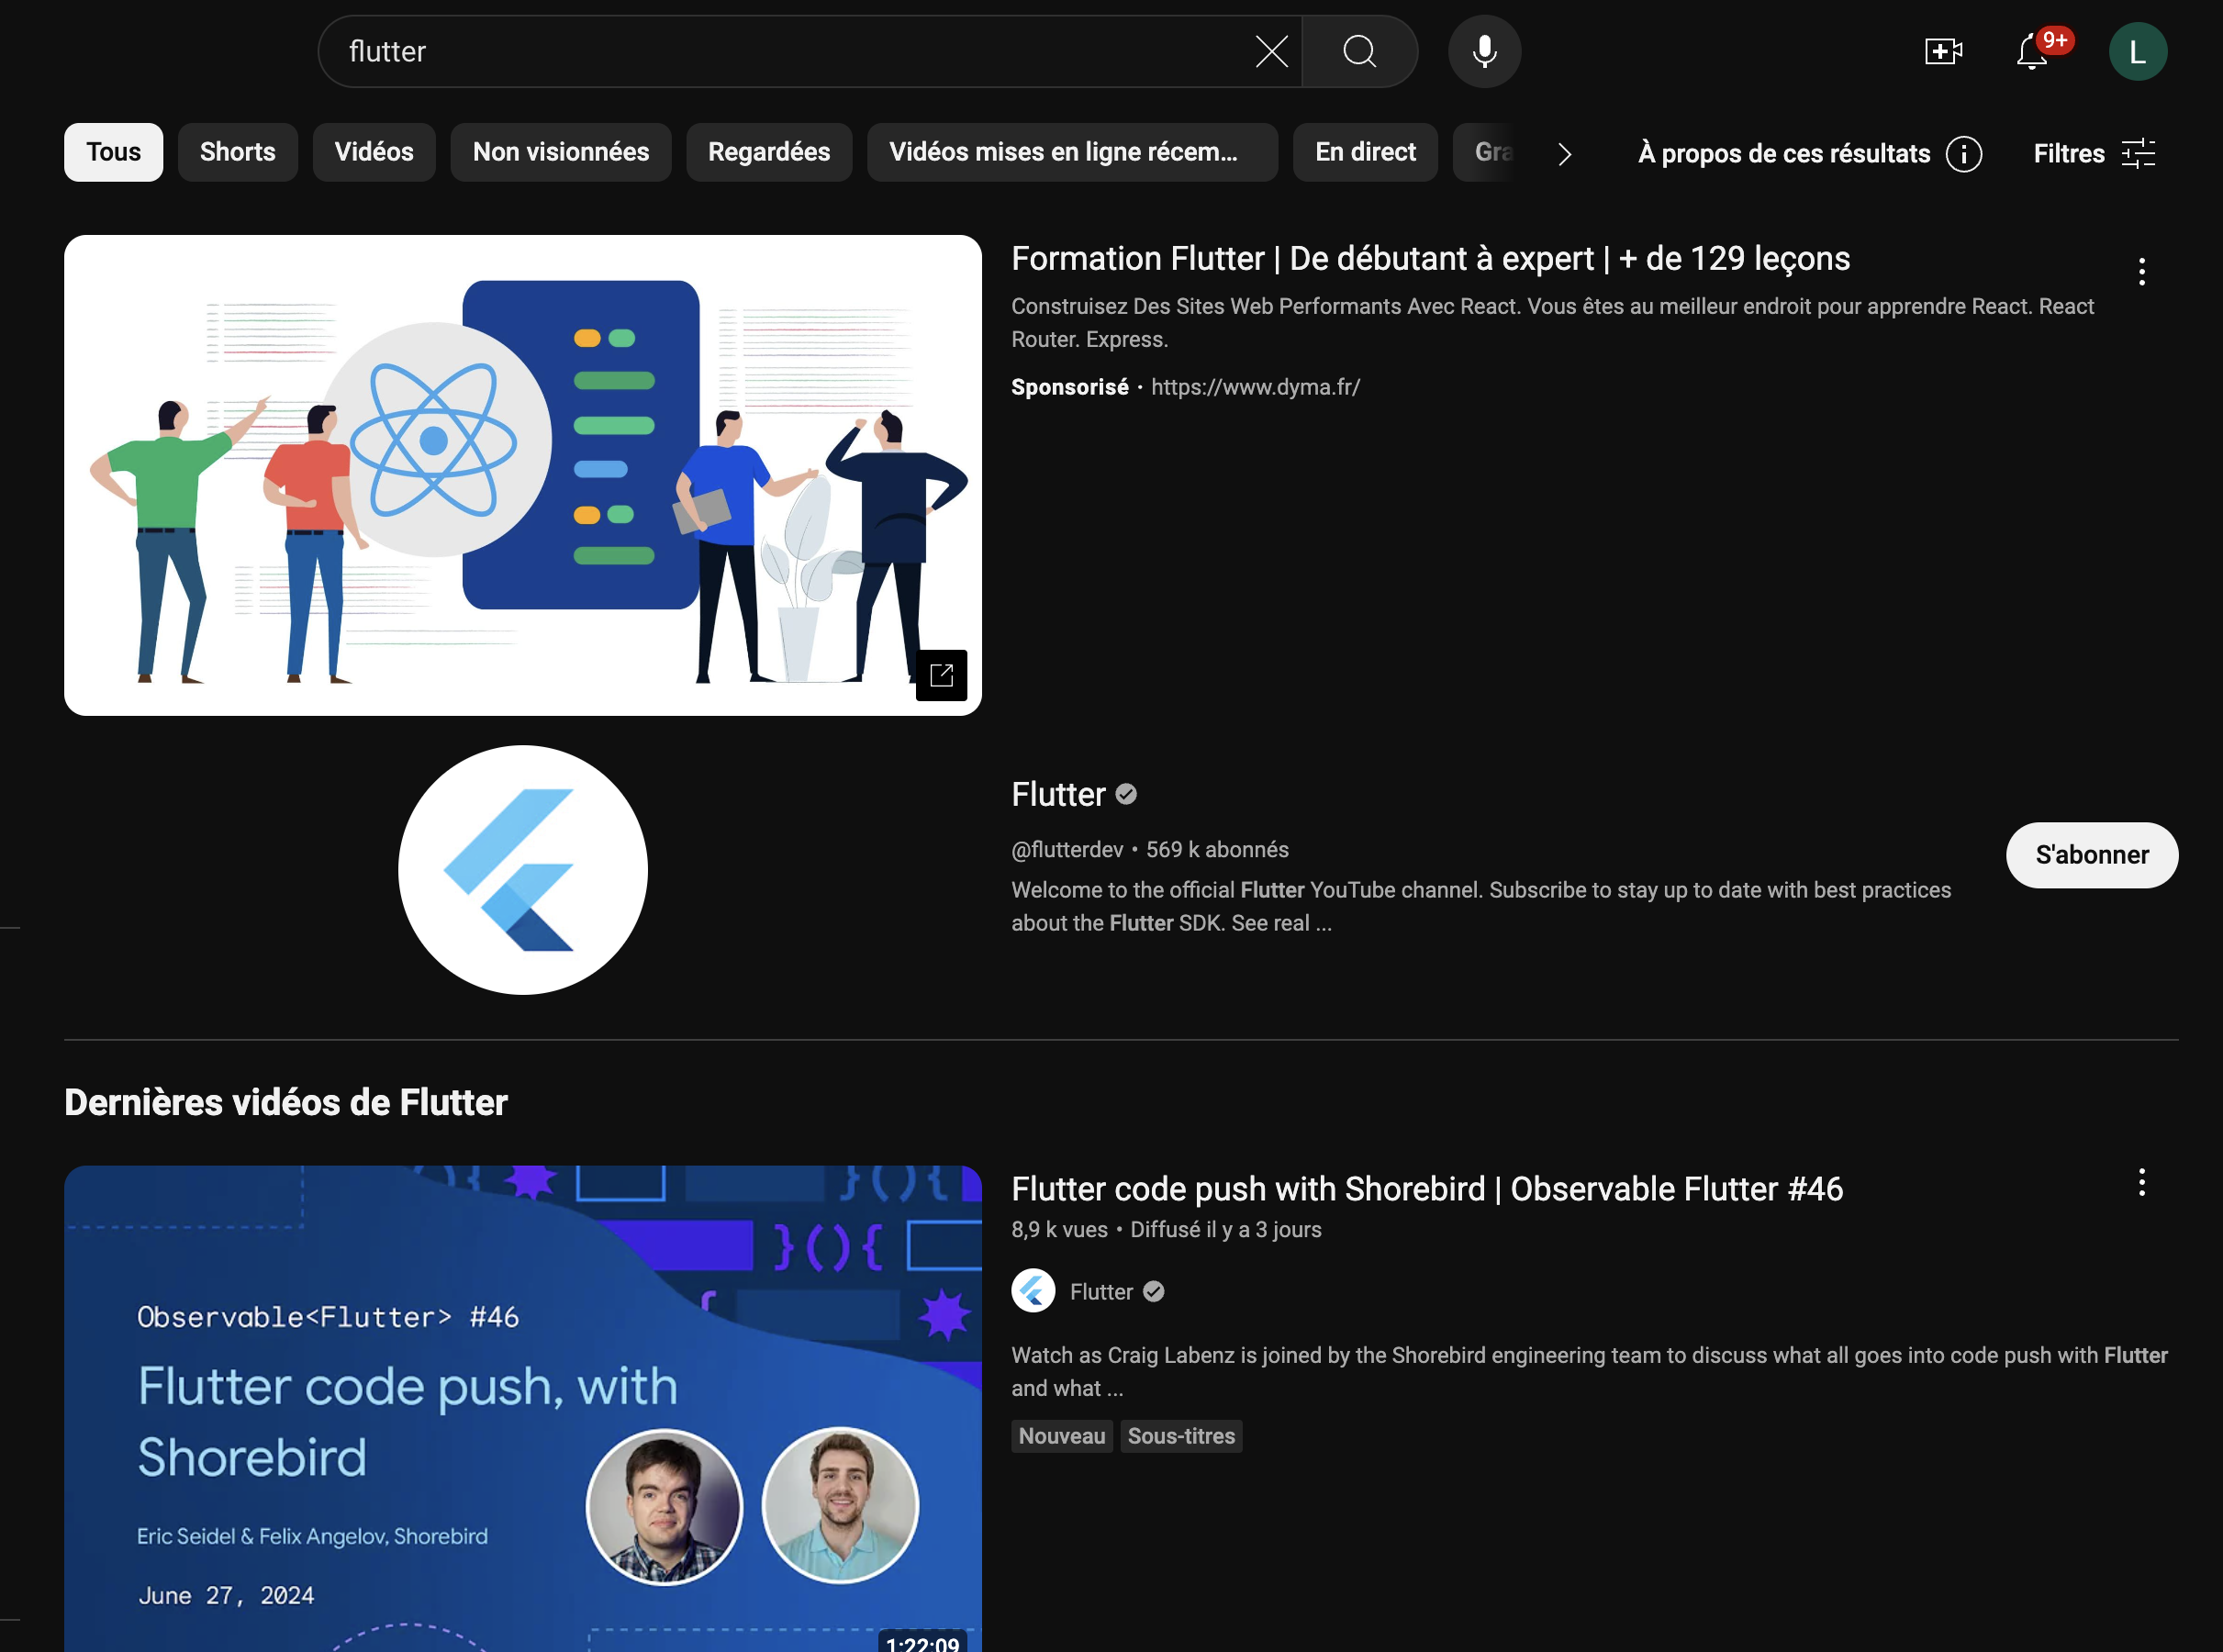 flutter
9+
L
Tous
Shorts
Vidéos
Non visionnées
Regardées
Vidéos mises en ligne récem...
En direct
Gra
À propos de ces résultats
Filtres
Formation Flutter | De débutant à expert | + de 129 leçons
Construisez Des Sites Web Performants Avec React. Vous êtes au meilleur endroit pour apprendre React. React
Router. Express.
Sponsorisé · https://www.dyma.fr/
Flutter
@flutterdev • 569 k abonnés
Welcome to the official Flutter YouTube channel. Subscribe to stay up to date with best practices
about the Flutter SDK. See real ...
S'abonner
Dernières vidéos de Flutter
}(){
}(){
Observable<Flutter> #46
Flutter code push, with
Shorebird
Eric Seidel & Felix Angelov, Shorebird
June 27, 2024
1:22:09
Flutter code push with Shorebird | Observable Flutter #46
8,9 k vues • Diffusé il y a 3 jours
Flutter
Watch as Craig Labenz is joined by the Shorebird engineering team to discuss what all goes into code push with Flutter
and what ...
Nouveau
Sous-titres